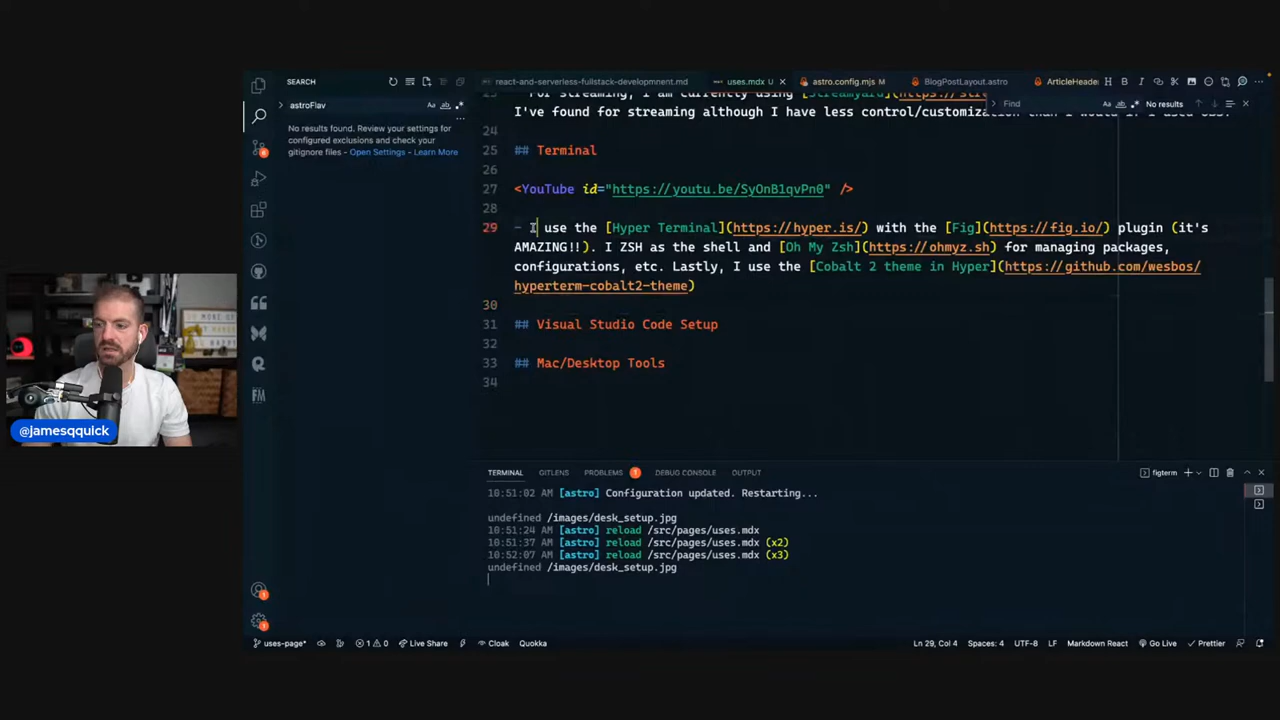 SEARCH
react-and-serverless-fullstack-developmnent.md
uses.mdx U
astro.config.mjs M
BlogPostLayout.astro
ArticleHeader
astroFlav
Find
No results
No results found. Review your settings for
configured exclusions and check your
gitignore files - Open Settings - Learn More
I've found for streaming although I have less control/customization than I would if I used OBS.
24
25 ## Terminal
26
27 <YouTube id="https://youtu.be/SyOnB1qvPn0" />
28
29 - I use the [Hyper Terminal](https://hyper.is/) with the [Fig](https://fig.io/) plugin (it's
AMAZING!!). I ZSH as the shell and [Oh My Zsh](https://ohmyz.sh) for managing packages,
configurations, etc. Lastly, I use the [Cobalt 2 theme in Hyper](https://github.com/wesbos/
hyperterm-cobalt2-theme)
30
31 ## Visual Studio Code Setup
32
33 ## Mac/Desktop Tools
34
@jamesqquick
TERMINAL GITLENS PROBLEMS 1 DEBUG CONSOLE OUTPUT
figterm
10:51:02 AM [astro] Configuration updated. Restarting...
undefined /images/desk_setup.jpg
10:51:24 AM [astro] reload /src/pages/uses.mdx
10:51:37 AM [astro] reload /src/pages/uses.mdx (x2)
10:52:07 AM [astro] reload /src/pages/uses.mdx (x3)
undefined /images/desk_setup.jpg
uses-page* 1 0 Live Share Cloak Quokka Ln 29, Col 4 Spaces: 4 UTF-8 LF Markdown React Go Live Prettier